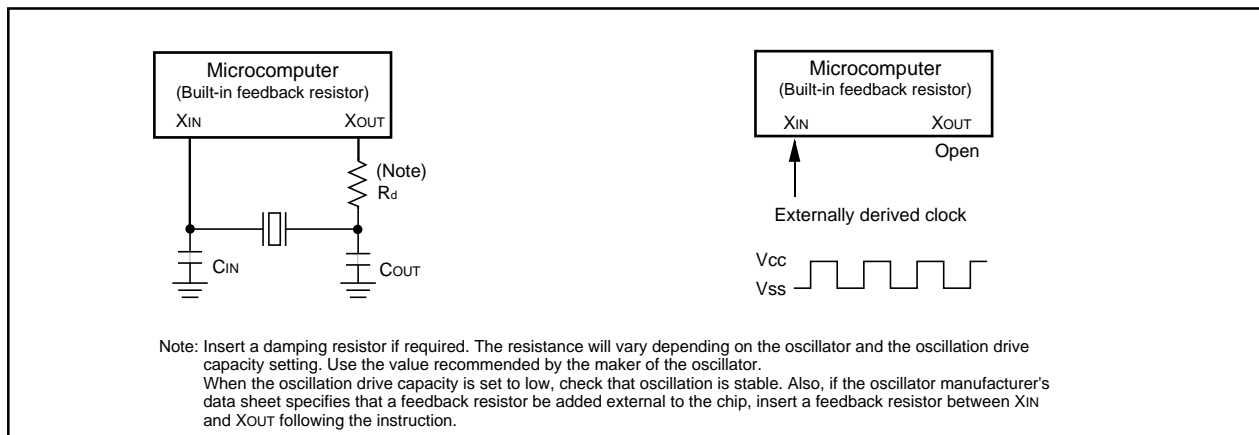 Microcomputer
(Built-in feedback resistor)
XIN XOUT
(Note)
Rd
CIN
COUT
Microcomputer
(Built-in feedback resistor)
XIN XOUT
Open
Externally derived clock
Vcc
Vss
Note: Insert a damping resistor if required. The resistance will vary depending on the oscillator and the oscillation drive
capacity setting. Use the value recommended by the maker of the oscillator.
When the oscillation drive capacity is set to low, check that oscillation is stable. Also, if the oscillator manufacturer's
data sheet specifies that a feedback resistor be added external to the chip, insert a feedback resistor between XIN
and XOUT following the instruction.